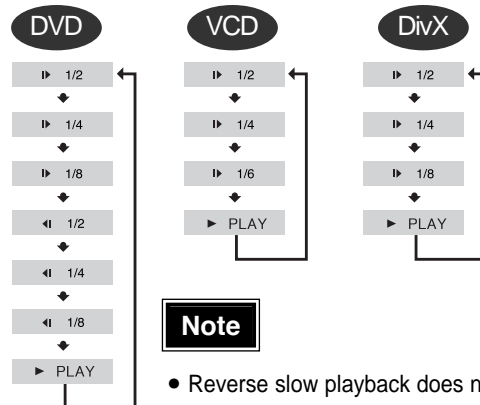 DVD
I▶ 1/2
I▶ 1/4
I▶ 1/8
◀I 1/2
◀I 1/4
◀I 1/8
► PLAY
VCD
I▶ 1/2
I▶ 1/4
I▶ 1/6
► PLAY
DivX
I▶ 1/2
I▶ 1/4
I▶ 1/8
► PLAY
Note
• Reverse slow playback does